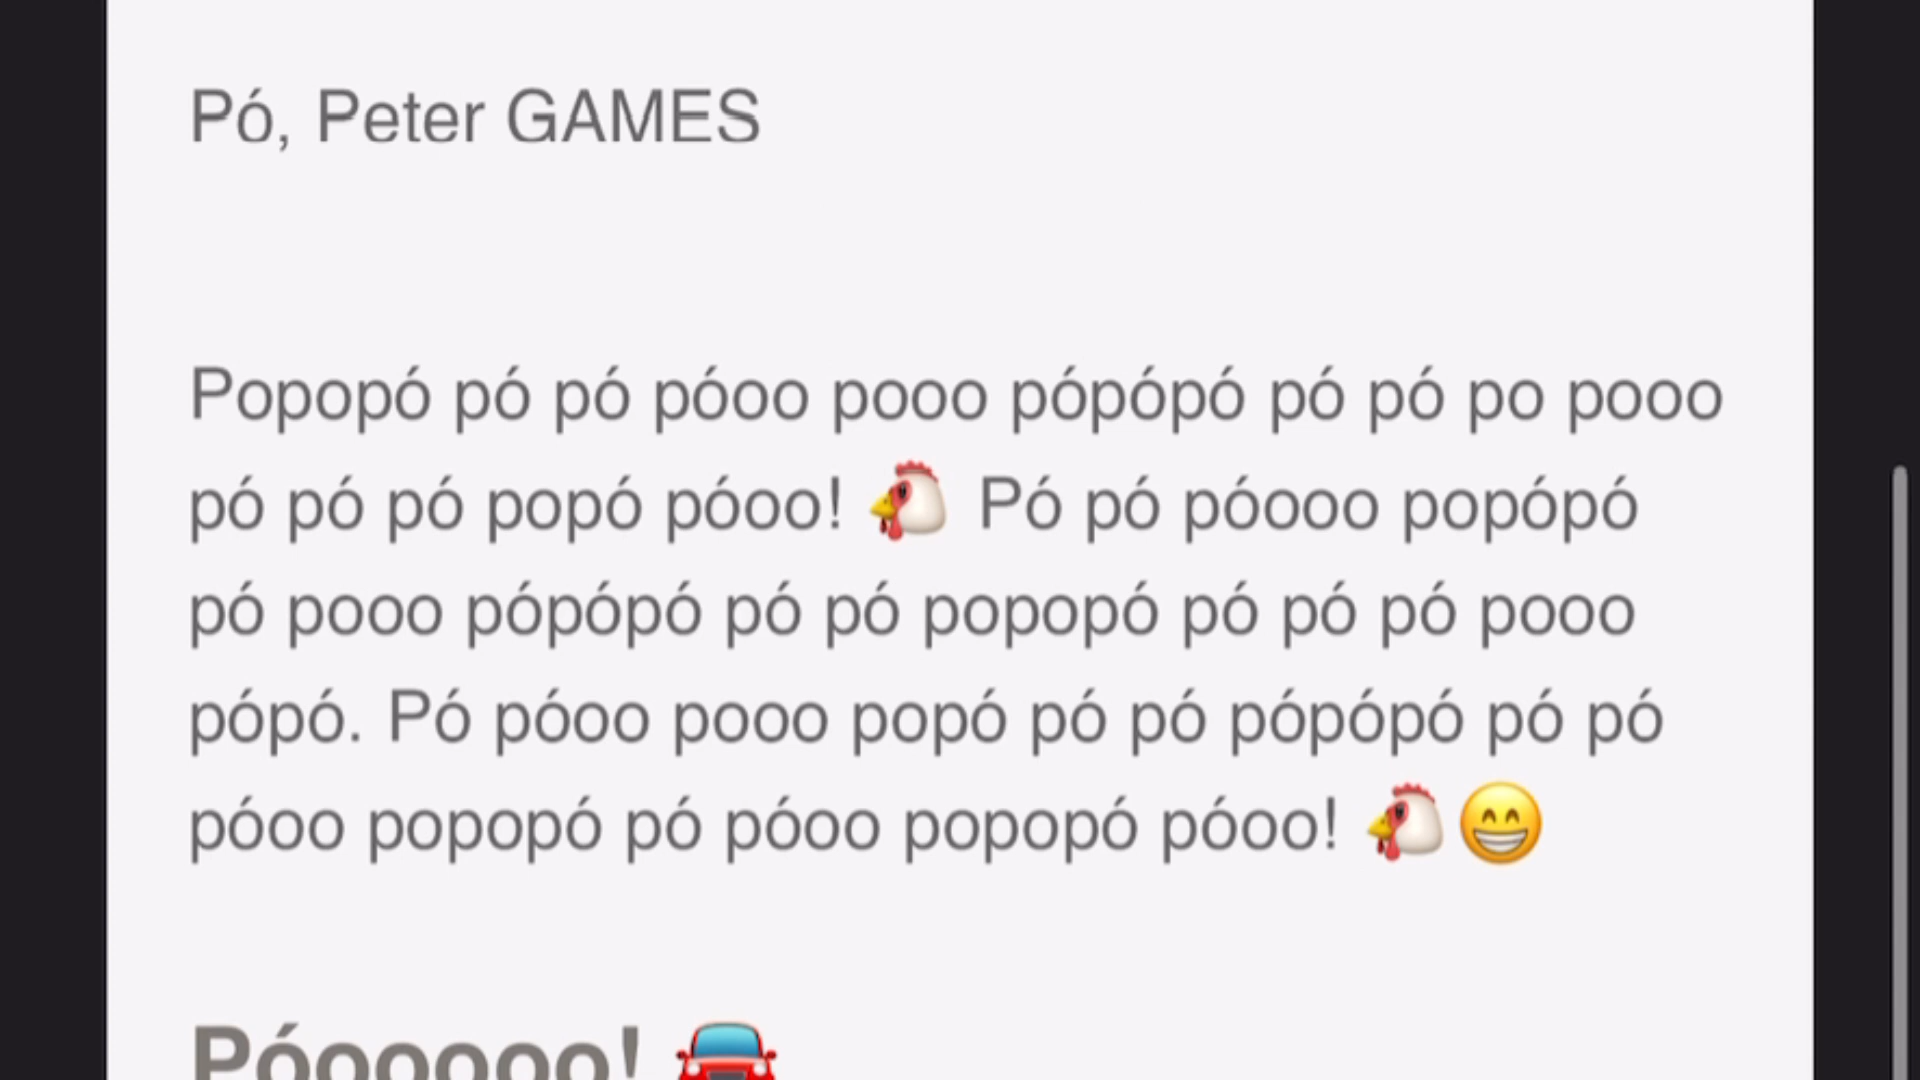 Pó, Peter GAMES
Popopó pó pó póoo pooo pópópó pó pó po pooo
pó pó pó popó póoo! 🐔 Pó pó póooo popópó
pó pooo pópópó pó pó popopó pó pó pó pooo
pópó. Pó póoo pooo popó pó pó pópópó pó pó
póoo popopó pó póoo popopó póoo! 🐔😁
Póooooo! 🚘